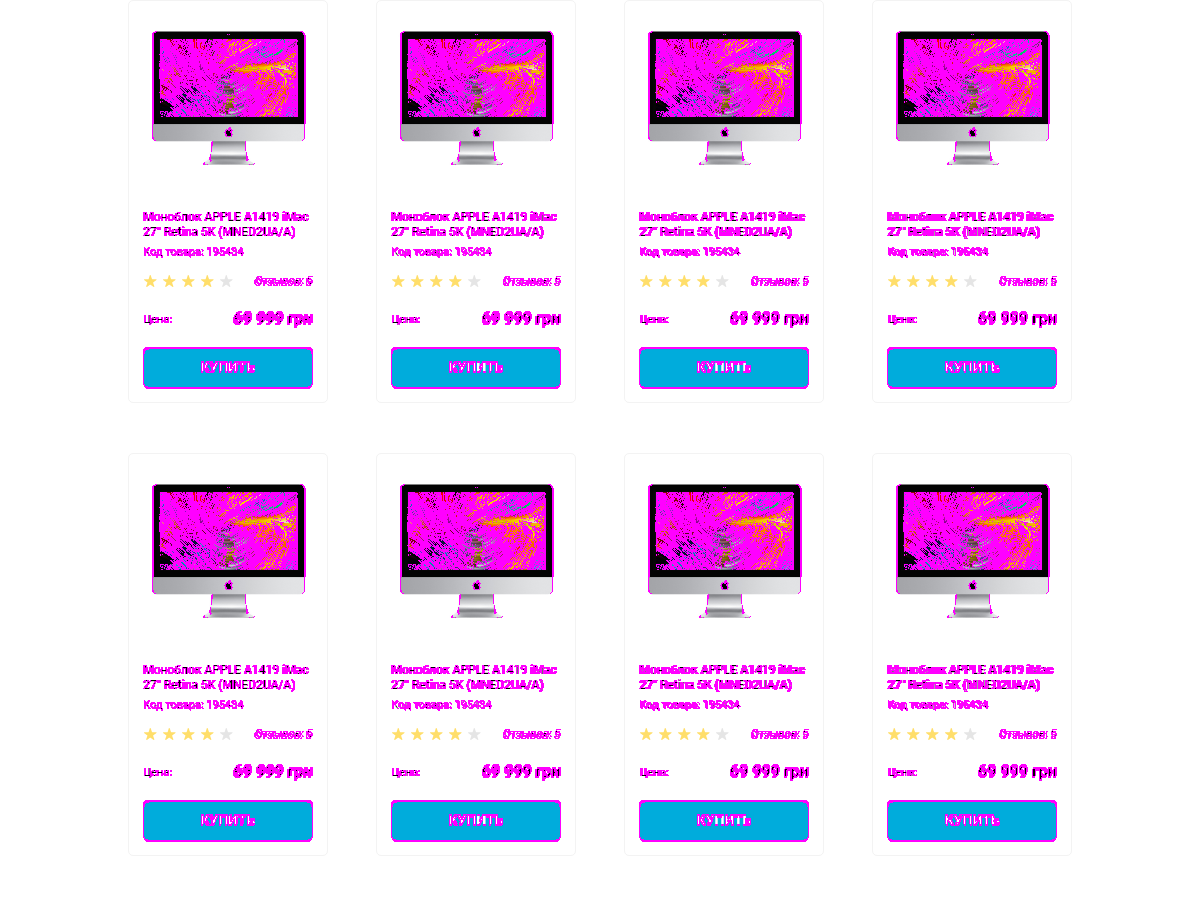 Моноблок APPLE A1419 iMac
27" Retina 5K (MNED2UA/A)
Код товара: 195434
Отзывов: 5
Цена: 69 999 грн
КУПИТЬ
Моноблок APPLE A1419 iMac
27" Retina 5K (MNED2UA/A)
Код товара: 195434
Отзывов: 5
Цена: 69 999 грн
КУПИТЬ
Моноблок APPLE A1419 iMac
27" Retina 5K (MNED2UA/A)
Код товара: 195434
Отзывов: 5
Цена: 69 999 грн
КУПИТЬ
Моноблок APPLE A1419 iMac
27" Retina 5K (MNED2UA/A)
Код товара: 195434
Отзывов: 5
Цена: 69 999 грн
КУПИТЬ
Моноблок APPLE A1419 iMac
27" Retina 5K (MNED2UA/A)
Код товара: 195434
Отзывов: 5
Цена: 69 999 грн
КУПИТЬ
Моноблок APPLE A1419 iMac
27" Retina 5K (MNED2UA/A)
Код товара: 195434
Отзывов: 5
Цена: 69 999 грн
КУПИТЬ
Моноблок APPLE A1419 iMac
27" Retina 5K (MNED2UA/A)
Код товара: 195434
Отзывов: 5
Цена: 69 999 грн
КУПИТЬ
Моноблок APPLE A1419 iMac
27" Retina 5K (MNED2UA/A)
Код товара: 195434
Отзывов: 5
Цена: 69 999 грн
КУПИТЬ